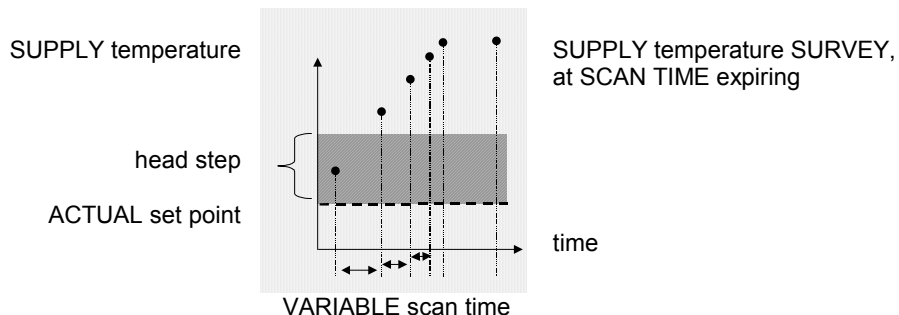 SUPPLY temperature
SUPPLY temperature SURVEY,
at SCAN TIME expiring
head step
ACTUAL set point
time
VARIABLE scan time